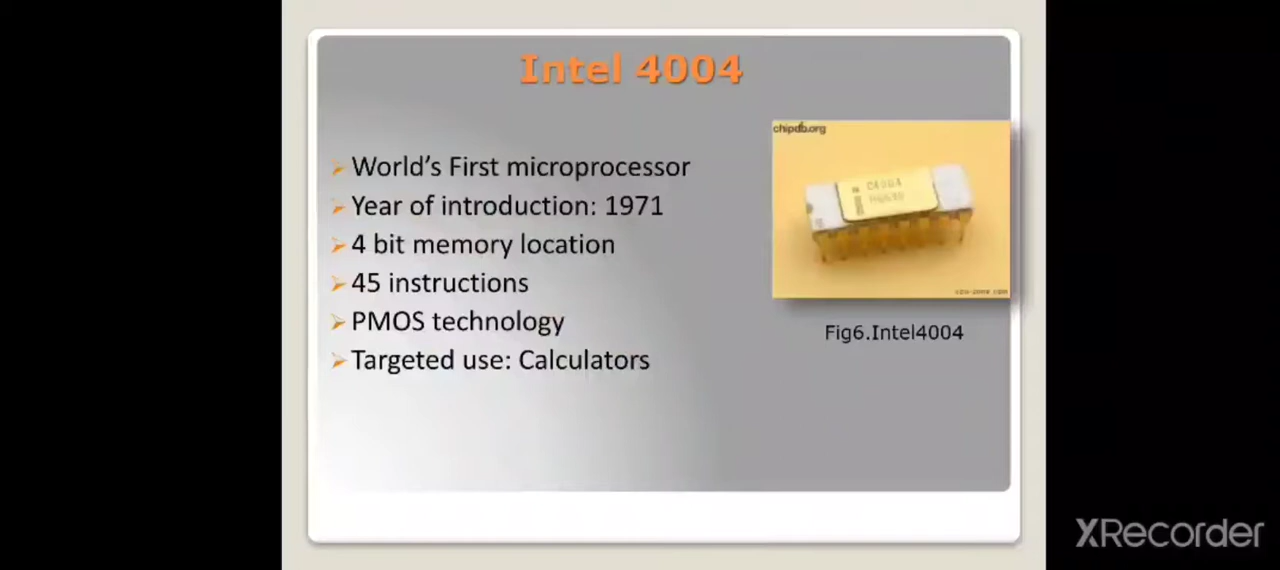 Intel 4004
World's First microprocessor
Year of introduction: 1971
4 bit memory location
45 instructions
PMOS technology
Targeted use: Calculators
chipdb.org
C4004
Fig6.Intel4004
XRecorder